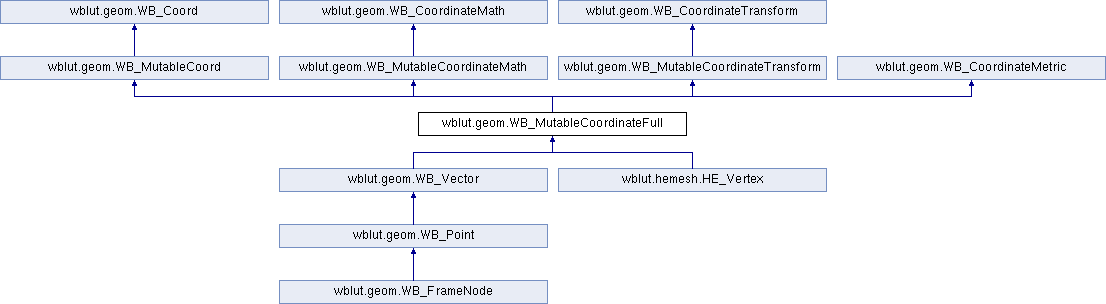 wblut.geom.WB_Coord
wblut.geom.WB_CoordinateMath
wblut.geom.WB_CoordinateTransform
wblut.geom.WB_MutableCoord
wblut.geom.WB_MutableCoordinateMath
wblut.geom.WB_MutableCoordinateTransform
wblut.geom.WB_CoordinateMetric
wblut.geom.WB_MutableCoordinateFull
wblut.geom.WB_Vector
wblut.hemesh.HE_Vertex
wblut.geom.WB_Point
wblut.geom.WB_FrameNode